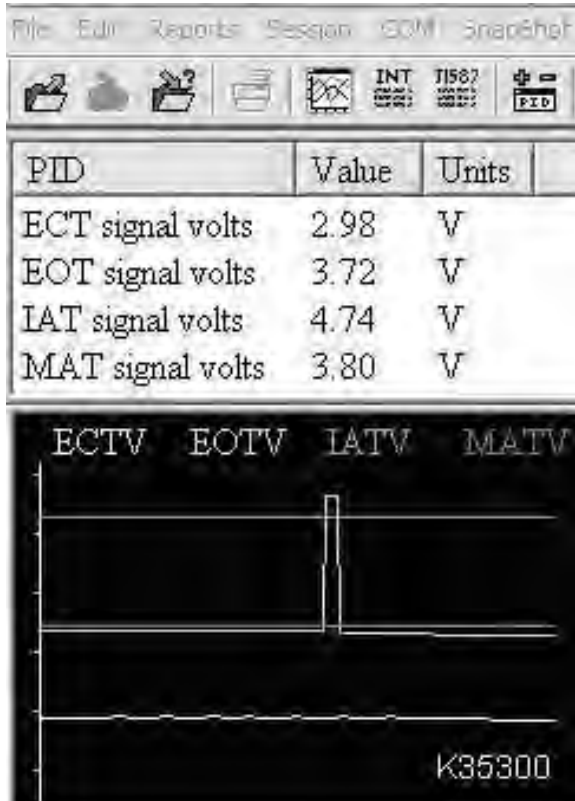 File Edit Reports Session COM Snapshot
INT TIS87 PID
PID Value Units
ECT signal volts 2.98 V
EOT signal volts 3.72 V
IAT signal volts 4.74 V
MAT signal volts 3.80 V
ECTV EOTV IATV MATV
K35300